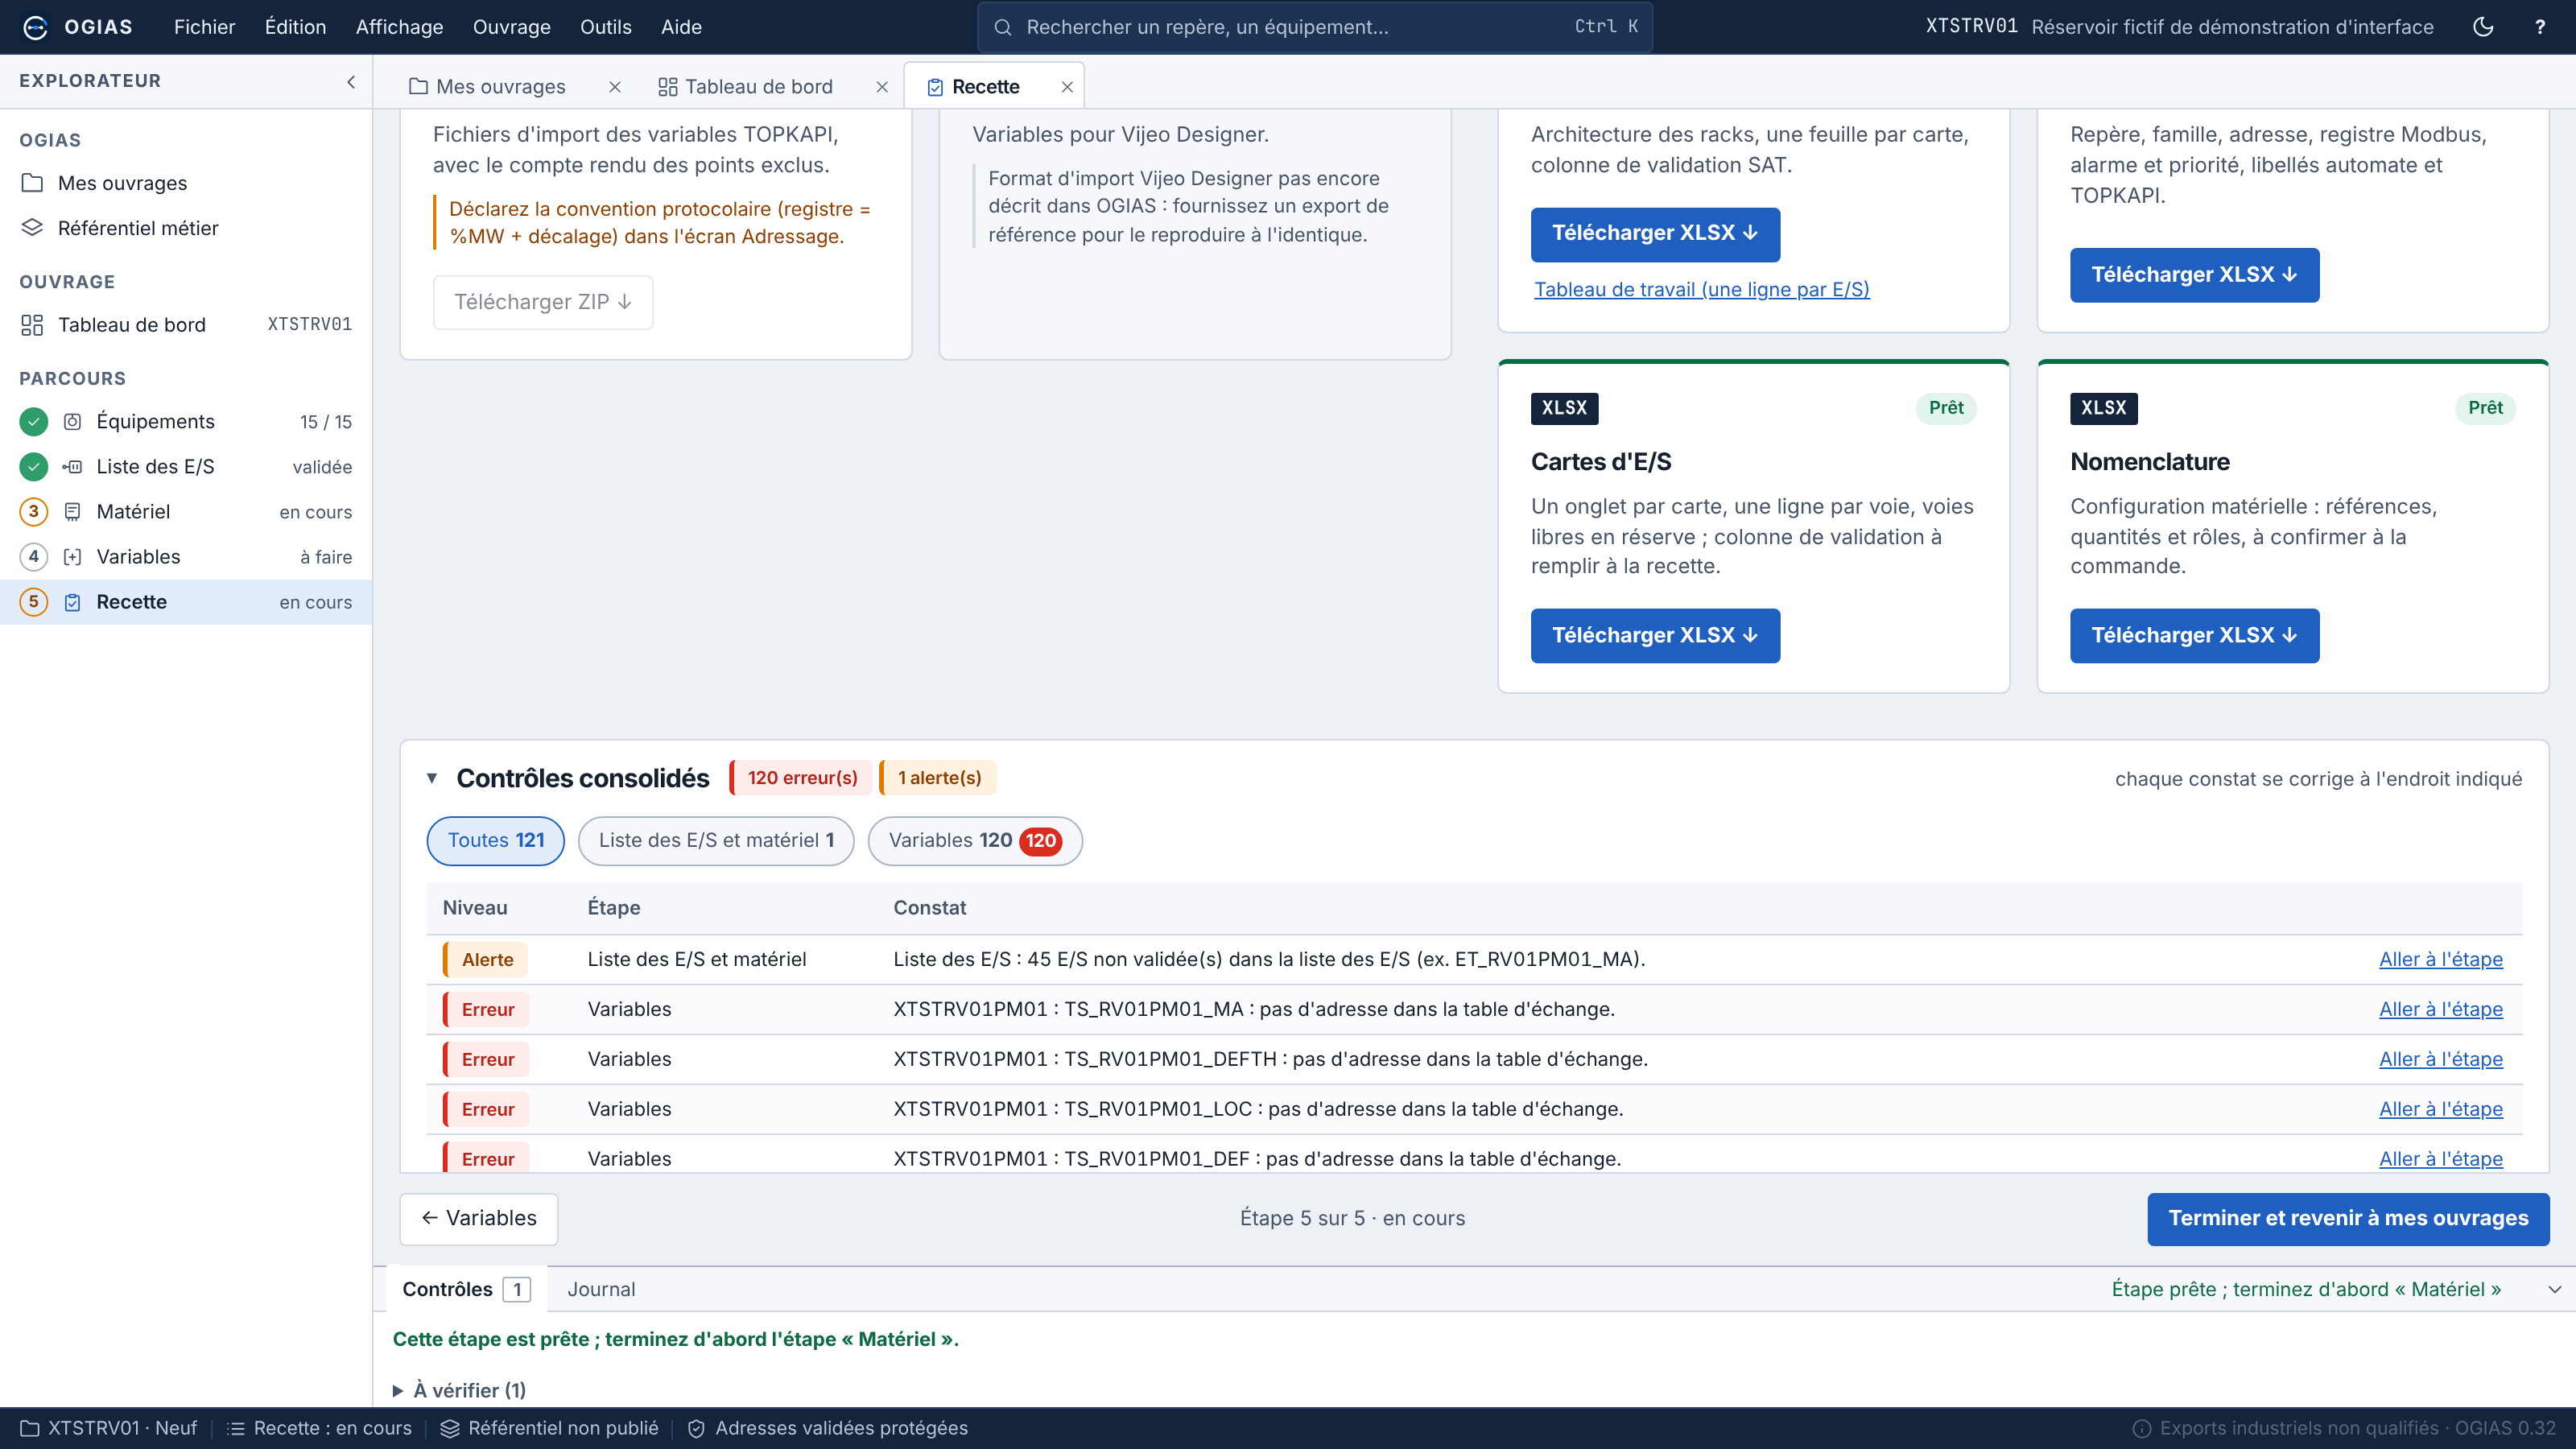 OGIAS
Fichier
Édition
Affichage
Ouvrage
Outils
Aide
Rechercher un repère, un équipement...
Ctrl K
XTSTRV01 Réservoir fictif de démonstration d'interface
?
EXPLORATEUR
OGIAS
Mes ouvrages
Référentiel métier
OUVRAGE
Tableau de bord XTSTRV01
PARCOURS
Équipements 15 / 15
Liste des E/S validée
3 Matériel en cours
4 Variables à faire
5 Recette en cours
Mes ouvrages
Tableau de bord
Recette
Fichiers d'import des variables TOPKAPI,
avec le compte rendu des points exclus.
Déclarez la convention protocolaire (registre =
%MW + décalage) dans l'écran Adressage.
Télécharger ZIP ↓
Variables pour Vijeo Designer.
Format d'import Vijeo Designer pas encore
décrit dans OGIAS : fournissez un export de
référence pour le reproduire à l'identique.
Architecture des racks, une feuille par carte,
colonne de validation SAT.
Télécharger XLSX ↓
Tableau de travail (une ligne par E/S)
Repère, famille, adresse, registre Modbus,
alarme et priorité, libellés automate et
TOPKAPI.
Télécharger XLSX ↓
XLSX
Prêt
Cartes d'E/S
Un onglet par carte, une ligne par voie, voies
libres en réserve ; colonne de validation à
remplir à la recette.
Télécharger XLSX ↓
XLSX
Prêt
Nomenclature
Configuration matérielle : références,
quantités et rôles, à confirmer à la
commande.
Télécharger XLSX ↓
▼ Contrôles consolidés 120 erreur(s) 1 alerte(s)
chaque constat se corrige à l'endroit indiqué
Toutes 121
Liste des E/S et matériel 1
Variables 120 120
Niveau Étape Constat
Alerte Liste des E/S et matériel Liste des E/S : 45 E/S non validée(s) dans la liste des E/S (ex. ET_RV01PM01_MA). Aller à l'étape
Erreur Variables XTSTRV01PM01 : TS_RV01PM01_MA : pas d'adresse dans la table d'échange. Aller à l'étape
Erreur Variables XTSTRV01PM01 : TS_RV01PM01_DEFTH : pas d'adresse dans la table d'échange. Aller à l'étape
Erreur Variables XTSTRV01PM01 : TS_RV01PM01_LOC : pas d'adresse dans la table d'échange. Aller à l'étape
Erreur Variables XTSTRV01PM01 : TS_RV01PM01_DEF : pas d'adresse dans la table d'échange. Aller à l'étape
← Variables
Étape 5 sur 5 · en cours
Terminer et revenir à mes ouvrages
Contrôles 1
Journal
Étape prête ; terminez d'abord « Matériel »
Cette étape est prête ; terminez d'abord l'étape « Matériel ».
▶ À vérifier (1)
XTSTRV01 · Neuf
Recette : en cours
Référentiel non publié
Adresses validées protégées
Exports industriels non qualifiés · OGIAS 0.32